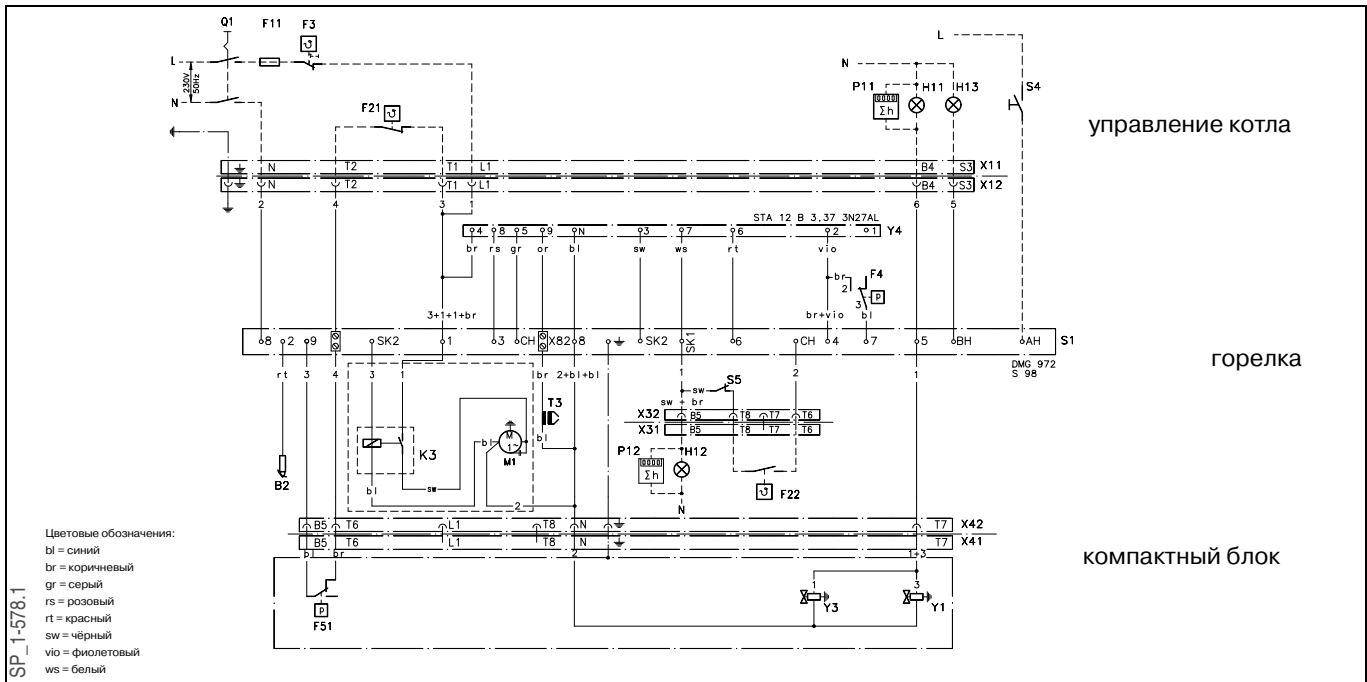 Q1 F11 F3
L
230V
50Hz
N
F21
L
N
P11 H11 H13 S4
Σh
управление котла
N T2 T1 L1 B4 S3 X11
N T2 T1 L1 B4 S3 X12
2 4 3 1 6 5
STA 12 B 3.37 3N27AL
4 8 5 9 N 3 7 6 2 1 Y4
br rs gr or bl sw ws rt vio
br F4
2
3 P
3+1+1+br br+vio bl
8 2 9 SK2 1 3 CH X82 8 SK2 SK1 6 CH 4 7 5 BH AH S1
DMG 972
S 98
горелка
rt 3 4 3 1 br 2+bl+bl 1 2 1
sw S5
sw + br
T3
X32 B5 T8 T7 T6
X31 B5 T8 T7 T6
K3 bl M 1~ M1 bl
P12 H12
Σh
B2 bl sw 2 F22
N
B5 T6 L1 T8 N T7 X42
B5 T6 L1 T8 N T7 X41
bl br 2 1+3
компактный блок
1 3
P Y3 Y1
F51
Цветовые обозначения:
bl = синий
br = коричневый
gr = серый
rs = розовый
rt = красный
sw = чёрный
vio = фиолетовый
ws = белый
SP_1-578.1